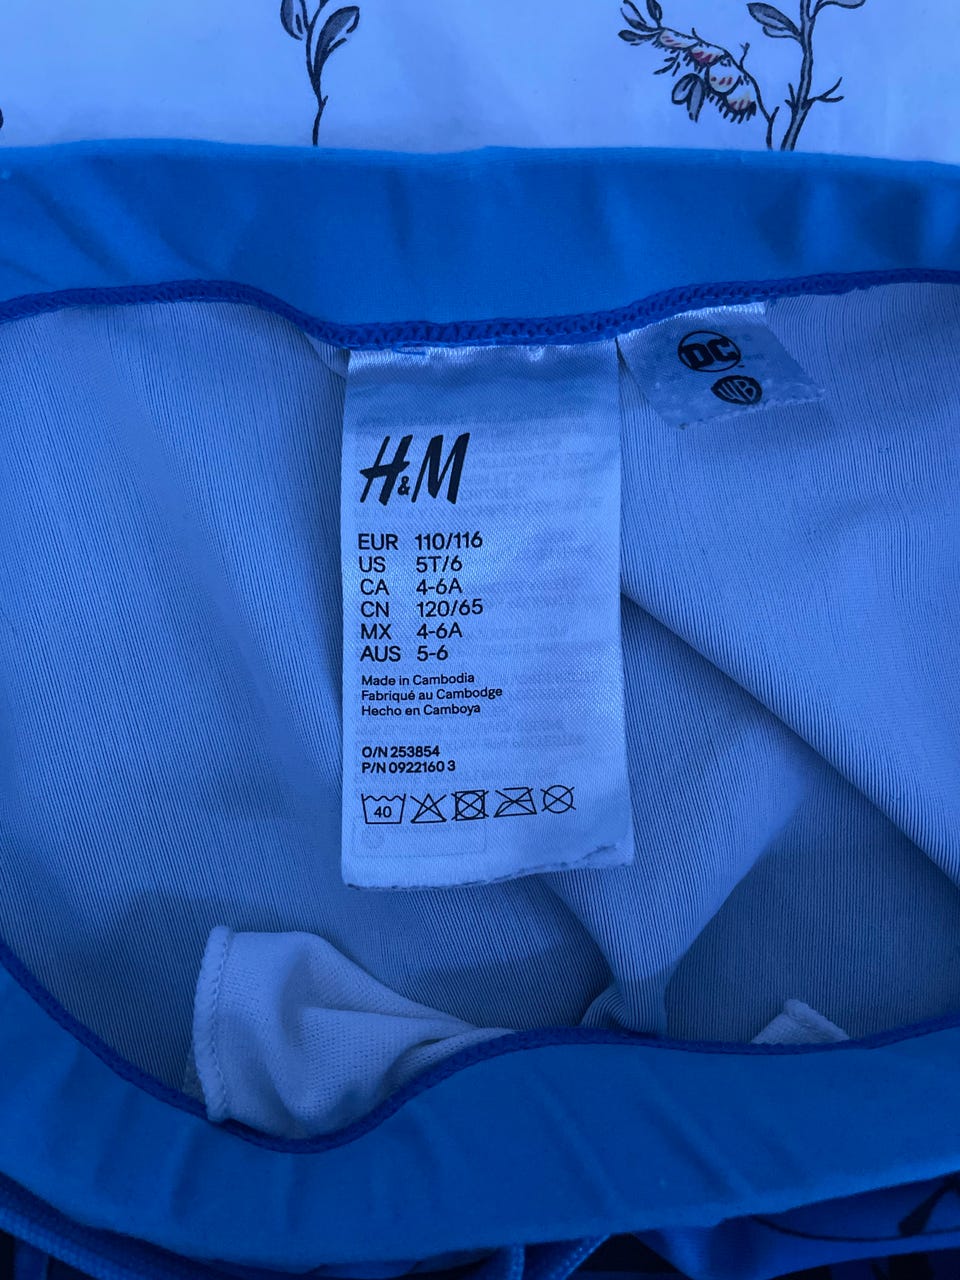 H&M
EUR 110/116
US 5T/6
CA 4-6A
CN 120/65
MX 4-6A
AUS 5-6
Made in Cambodia
Fabriqué au Cambodge
Hecho en Camboya
O/N 253854
P/N 0922160 3
40
DC
WB